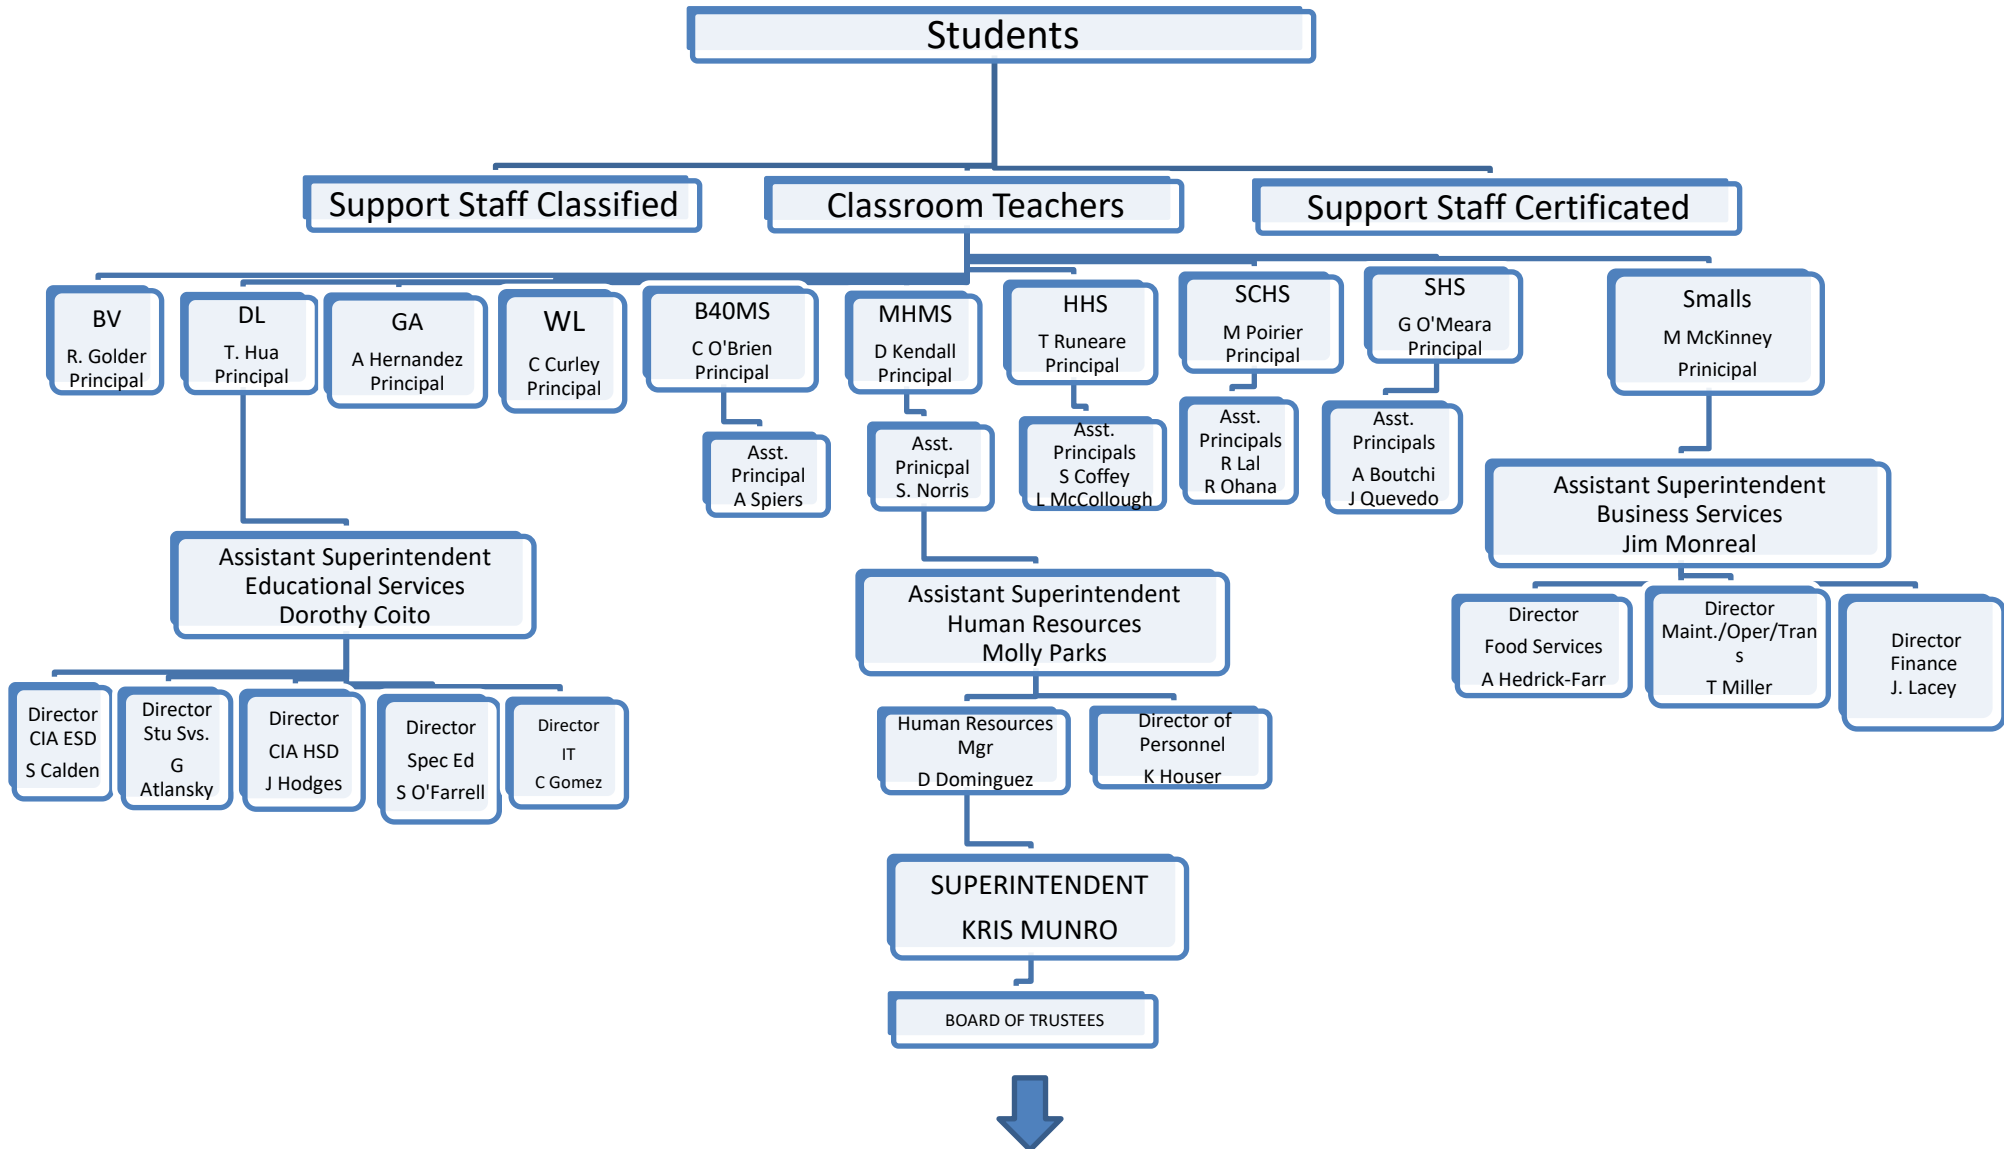 Students
Support Staff Classified
Classroom Teachers
Support Staff Certificated
BV
R. Golder
Principal
DL
T. Hua
Principal
GA
A Hernandez
Principal
WL
C Curley
Principal
B40MS
C O'Brien
Principal
MHMS
D Kendall
Principal
HHS
T Runeare
Principal
SCHS
M Poirier
Principal
SHS
G O'Meara
Principal
Smalls
M McKinney
Prinicipal
Asst.
Principal
A Spiers
Asst.
Prinicpal
S. Norris
Asst.
Principals
S Coffey
L McCollough
Asst.
Principals
R Lal
R Ohana
Asst.
Principals
A Boutchi
J Quevedo
Assistant Superintendent
Educational Services
Dorothy Coito
Assistant Superintendent
Human Resources
Molly Parks
Assistant Superintendent
Business Services
Jim Monreal
Director
CIA ESD
S Calden
Director
Stu Svs.
G
Atlansky
Director
CIA HSD
J Hodges
Director
Spec Ed
S O'Farrell
Director
IT
C Gomez
Human Resources
Mgr
D Dominguez
Director of
Personnel
K Houser
Director
Food Services
A Hedrick-Farr
Director
Maint./Oper/Tran
s
T Miller
Director
Finance
J. Lacey
SUPERINTENDENT
KRIS MUNRO
BOARD OF TRUSTEES